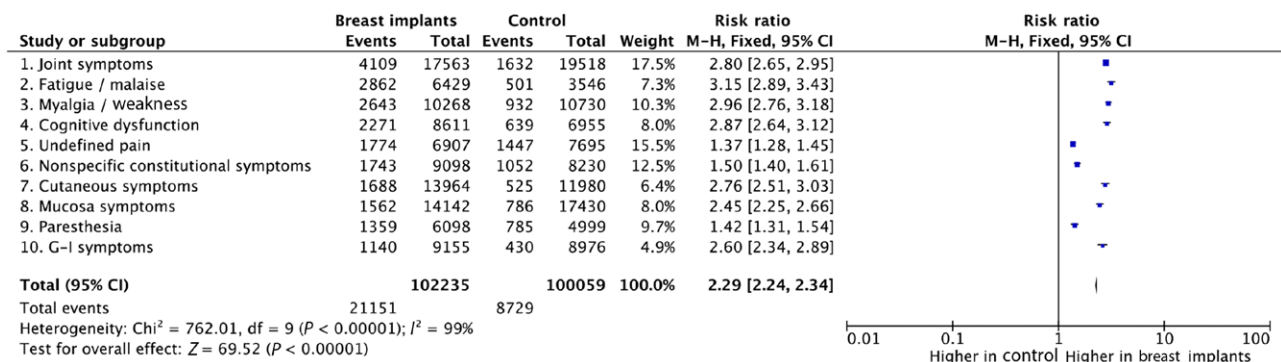 Breast implants Control Risk ratio Risk ratio
Study or subgroup Events Total Events Total Weight M-H, Fixed, 95% CI M-H, Fixed, 95% CI
1. Joint symptoms 4109 17563 1632 19518 17.5% 2.80 [2.65, 2.95]
2. Fatigue / malaise 2862 6429 501 3546 7.3% 3.15 [2.89, 3.43]
3. Myalgia / weakness 2643 10268 932 10730 10.3% 2.96 [2.76, 3.18]
4. Cognitive dysfunction 2271 8611 639 6955 8.0% 2.87 [2.64, 3.12]
5. Undefined pain 1774 6907 1447 7695 15.5% 1.37 [1.28, 1.45]
6. Nonspecific constitutional symptoms 1743 9098 1052 8230 12.5% 1.50 [1.40, 1.61]
7. Cutaneous symptoms 1688 13964 525 11980 6.4% 2.76 [2.51, 3.03]
8. Mucosa symptoms 1562 14142 786 17430 8.0% 2.45 [2.25, 2.66]
9. Paresthesia 1359 6098 785 4999 9.7% 1.42 [1.31, 1.54]
10. G-I symptoms 1140 9155 430 8976 4.9% 2.60 [2.34, 2.89]
Total (95% CI) 102235 100059 100.0% 2.29 [2.24, 2.34]
Total events 21151 8729
Heterogeneity: Chi² = 762.01, df = 9 (P < 0.00001); I² = 99%
Test for overall effect: Z = 69.52 (P < 0.00001)
0.01 0.1 1 10 100
Higher in control Higher in breast implants